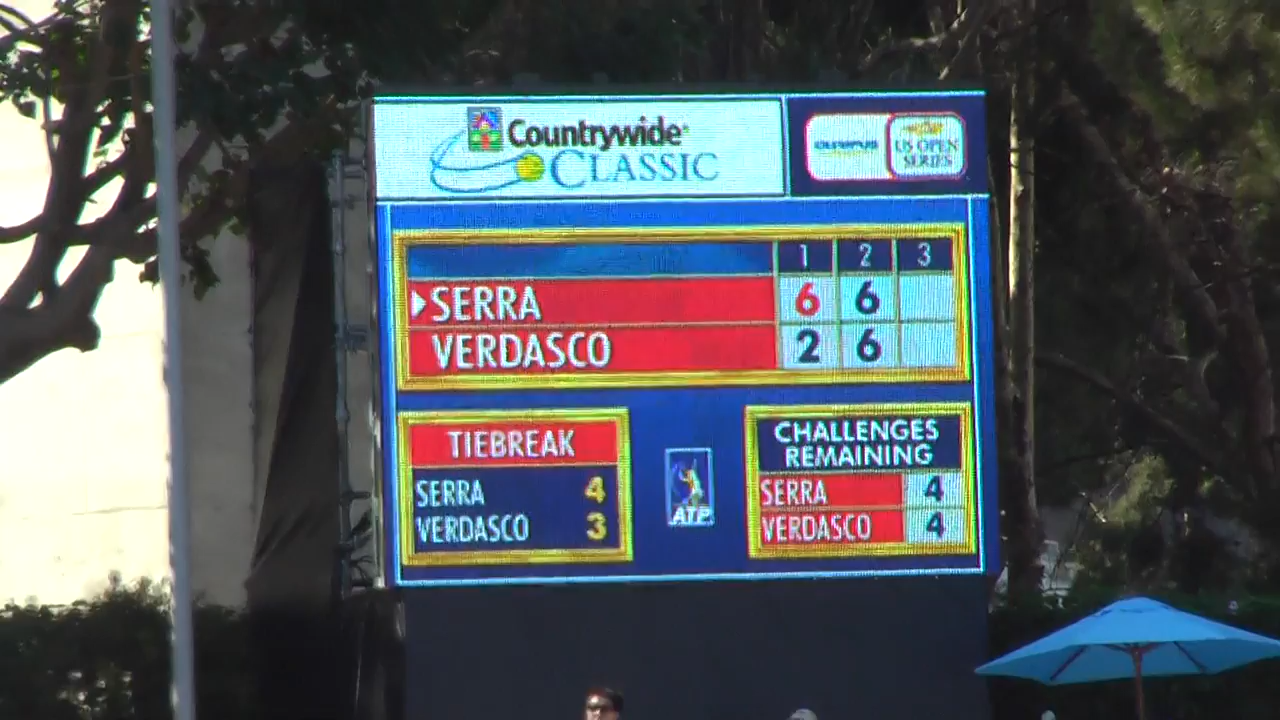 Countrywide
CLASSIC
OLYMPUS
US OPEN
SERIES
1 2 3
SERRA 6 6
VERDASCO 2 6
TIEBREAK
SERRA 4
VERDASCO 3
ATP
CHALLENGES
REMAINING
SERRA 4
VERDASCO 4